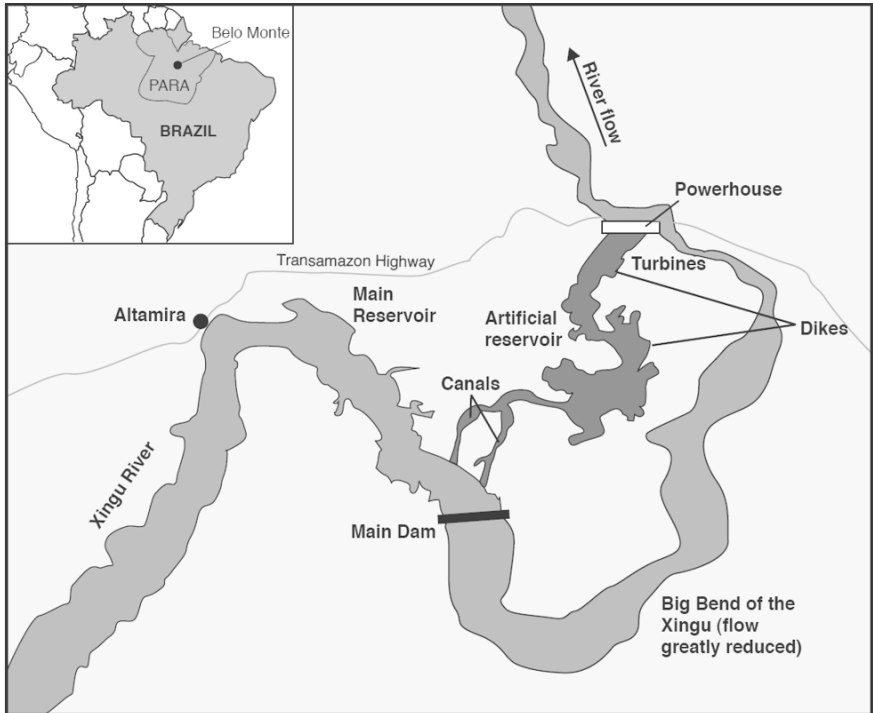 Belo Monte
PARA
BRAZIL
River flow
Powerhouse
Transamazon Highway
Turbines
Main
Reservoir
Altamira
Artificial
reservoir
Dikes
Canals
Xingu River
Main Dam
Big Bend of the
Xingu (flow
greatly reduced)